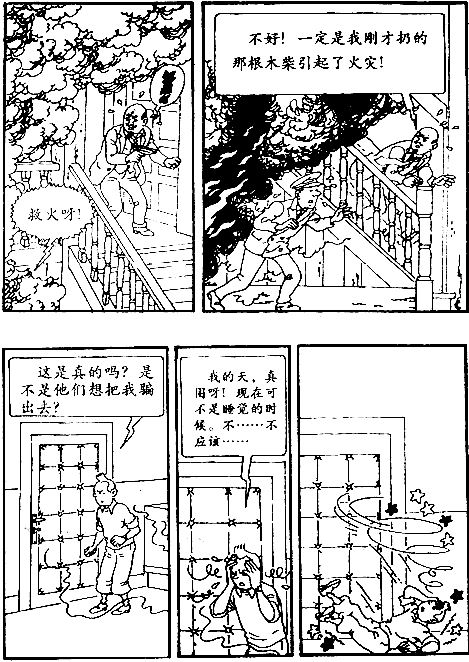 救火呀!
不好! 一定是我刚才扔的
那根木柴引起了火灾!
这是真的吗? 是
不是他们想把我骗
出去?
我的天, 真
困呀! 现在可
不是睡觉的时
候。不……不
应该……